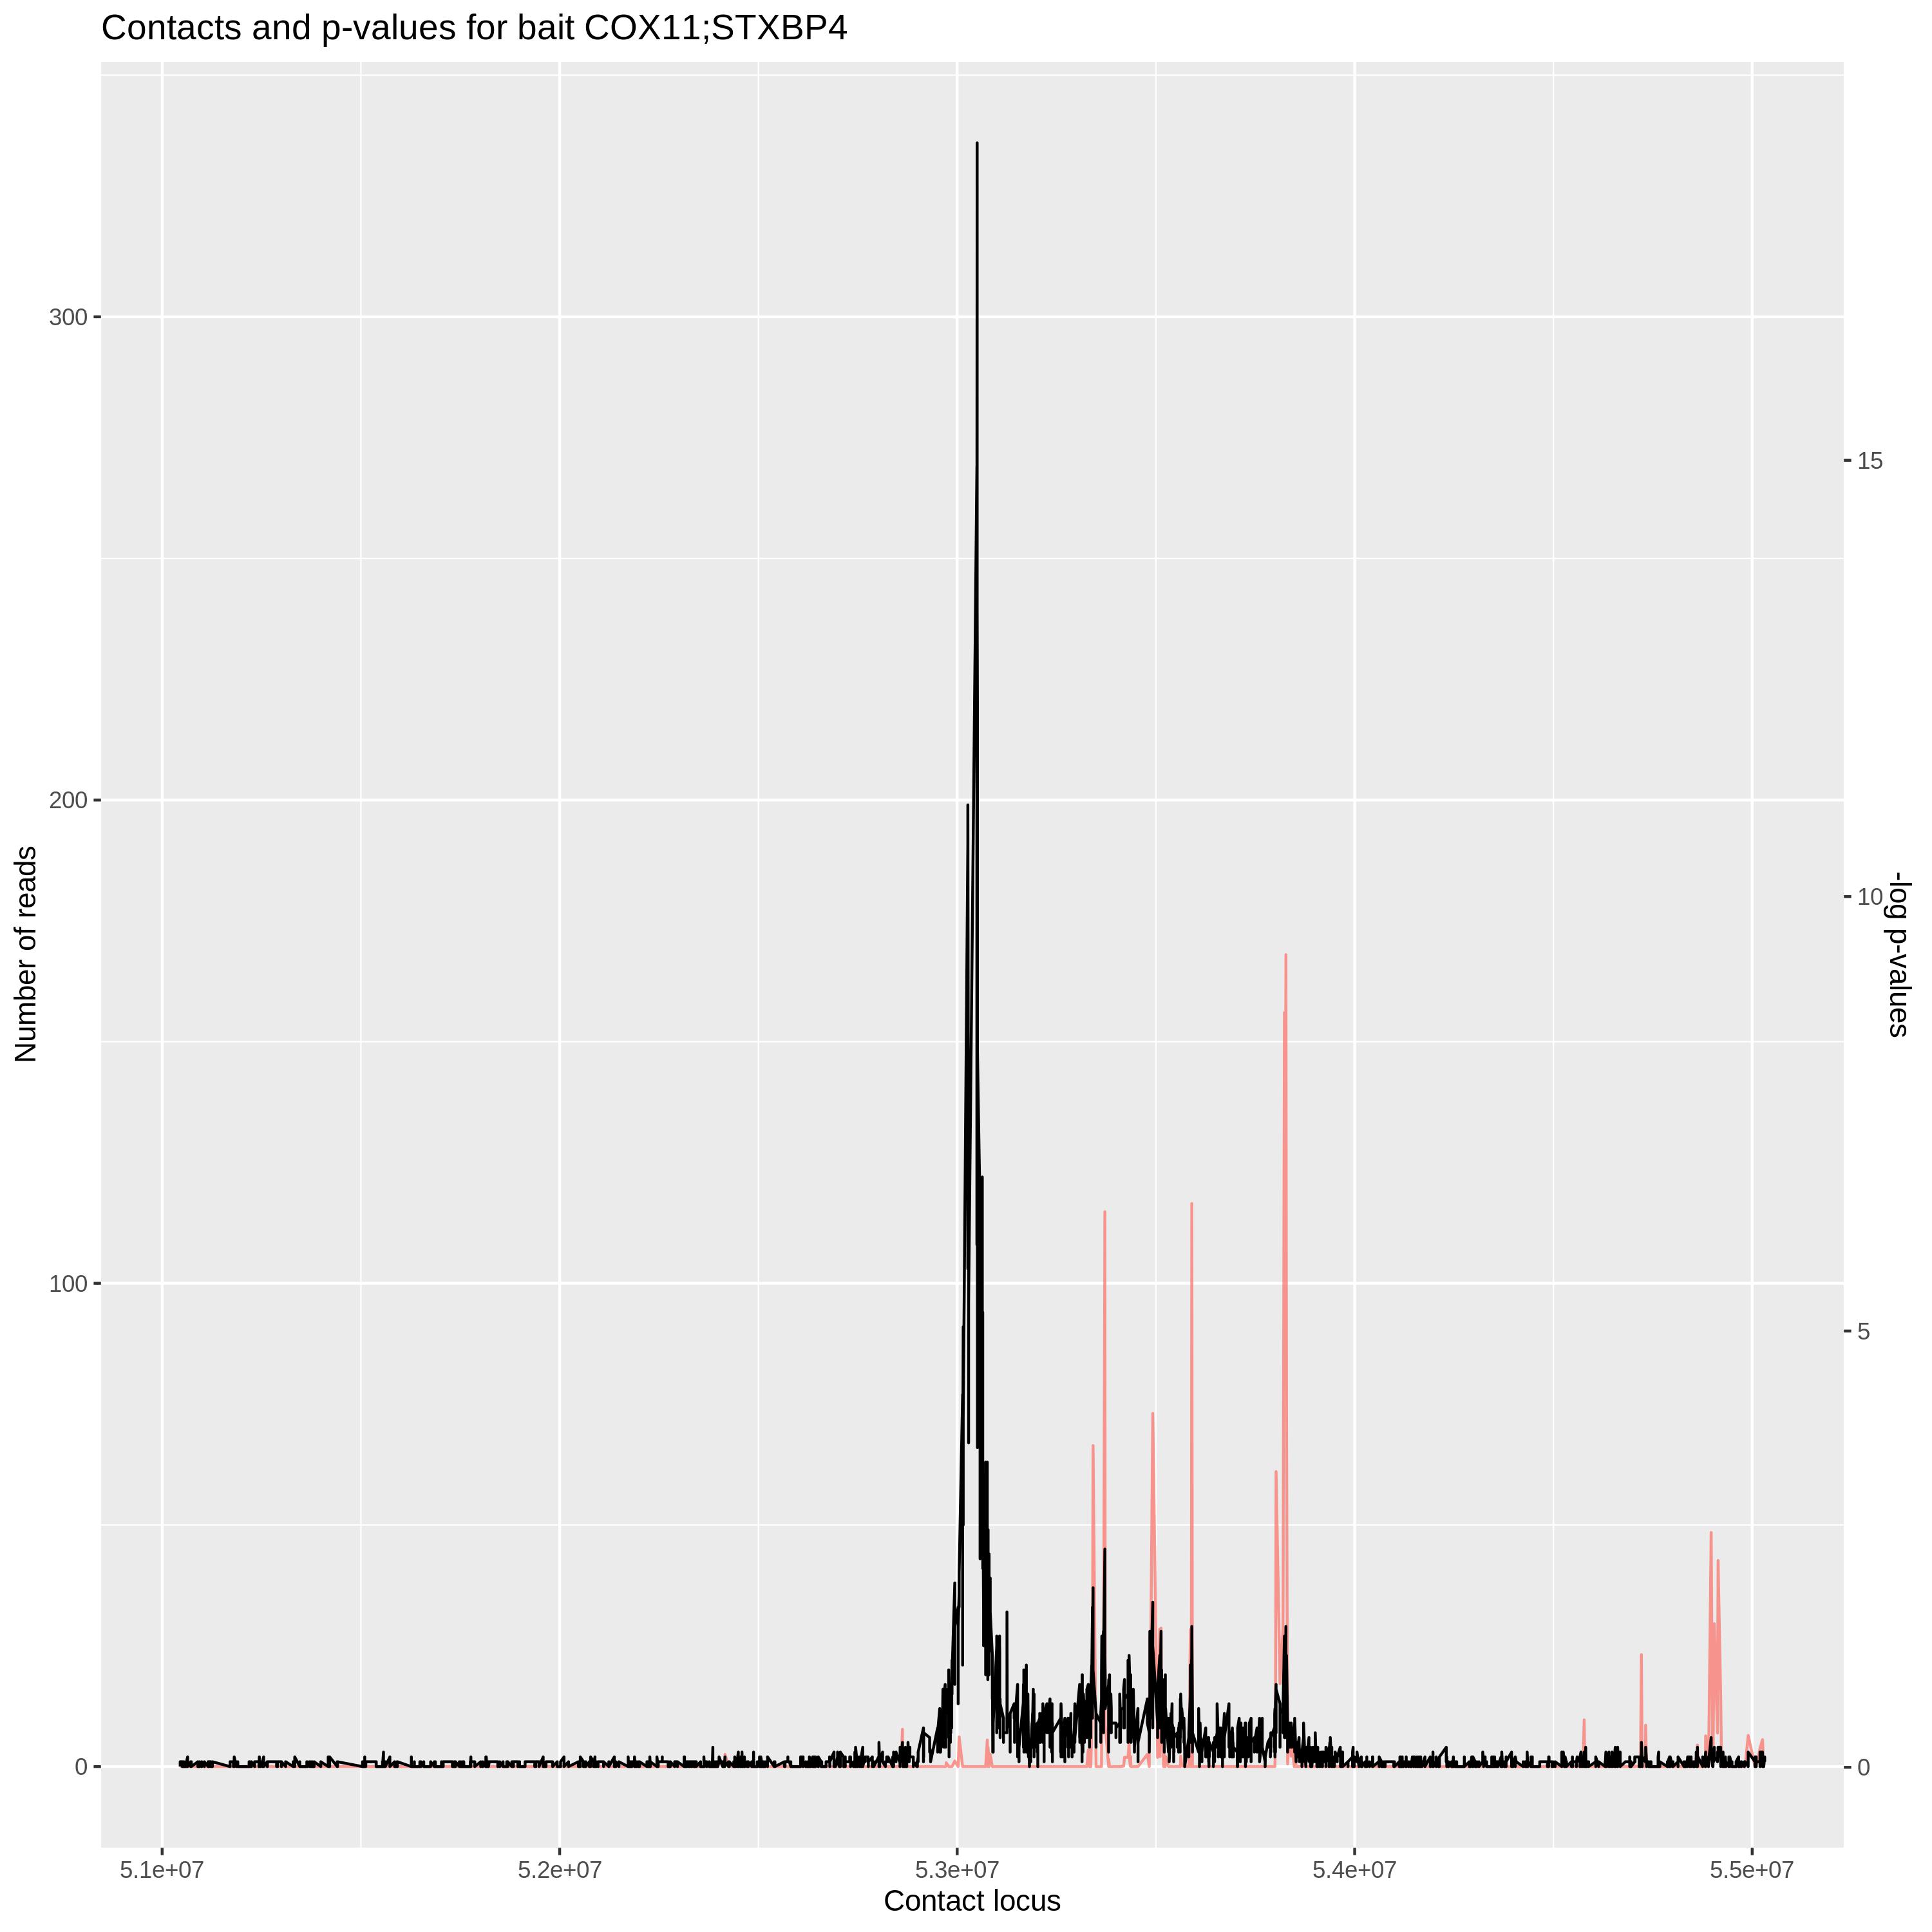 Contacts and p-values for bait COX11;STXBP4
Number of reads
300
200
100
0
15
10
5
0
-log p-values
5.1e+07
5.2e+07
5.3e+07
5.4e+07
5.5e+07
Contact locus